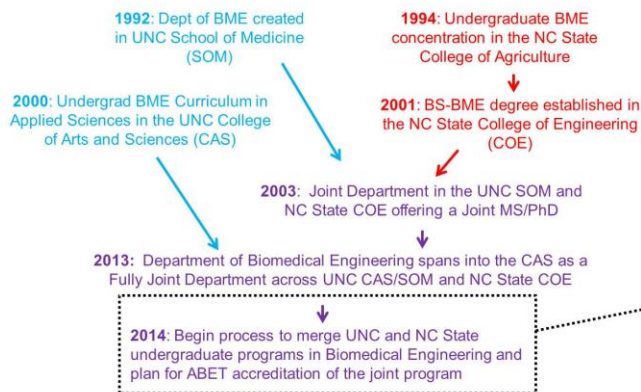 1992: Dept of BME created
in UNC School of Medicine
(SOM)
1994: Undergraduate BME
concentration in the NC State
College of Agriculture
2000: Undergrad BME Curriculum in
Applied Sciences in the UNC College
of Arts and Sciences (CAS)
2001: BS-BME degree established in
the NC State College of Engineering
(COE)
2003: Joint Department in the UNC SOM and
NC State COE offering a Joint MS/PhD
2013: Department of Biomedical Engineering spans into the CAS as a
Fully Joint Department across UNC CAS/SOM and NC State COE
2014: Begin process to merge UNC and NC State
undergraduate programs in Biomedical Engineering and
plan for ABET accreditation of the joint program